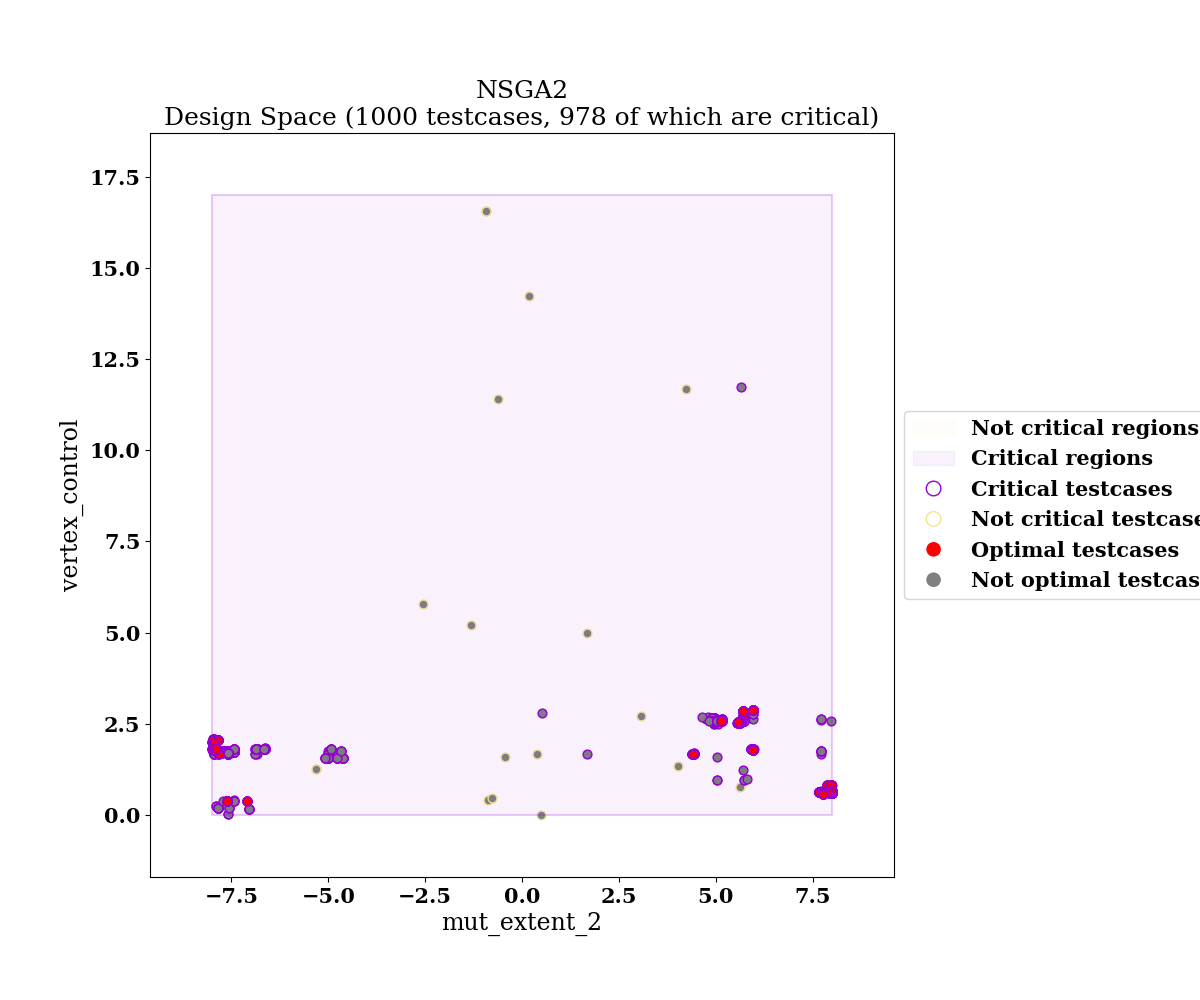 NSGA2
Design Space (1000 testcases, 978 of which are critical)
17.5
15.0
12.5
10.0
7.5
5.0
2.5
0.0
vertex_control
−7.5
−5.0
−2.5
0.0
2.5
5.0
7.5
mut_extent_2
Not critical regions
Critical regions
Critical testcases
Not critical testcase
Optimal testcases
Not optimal testcas